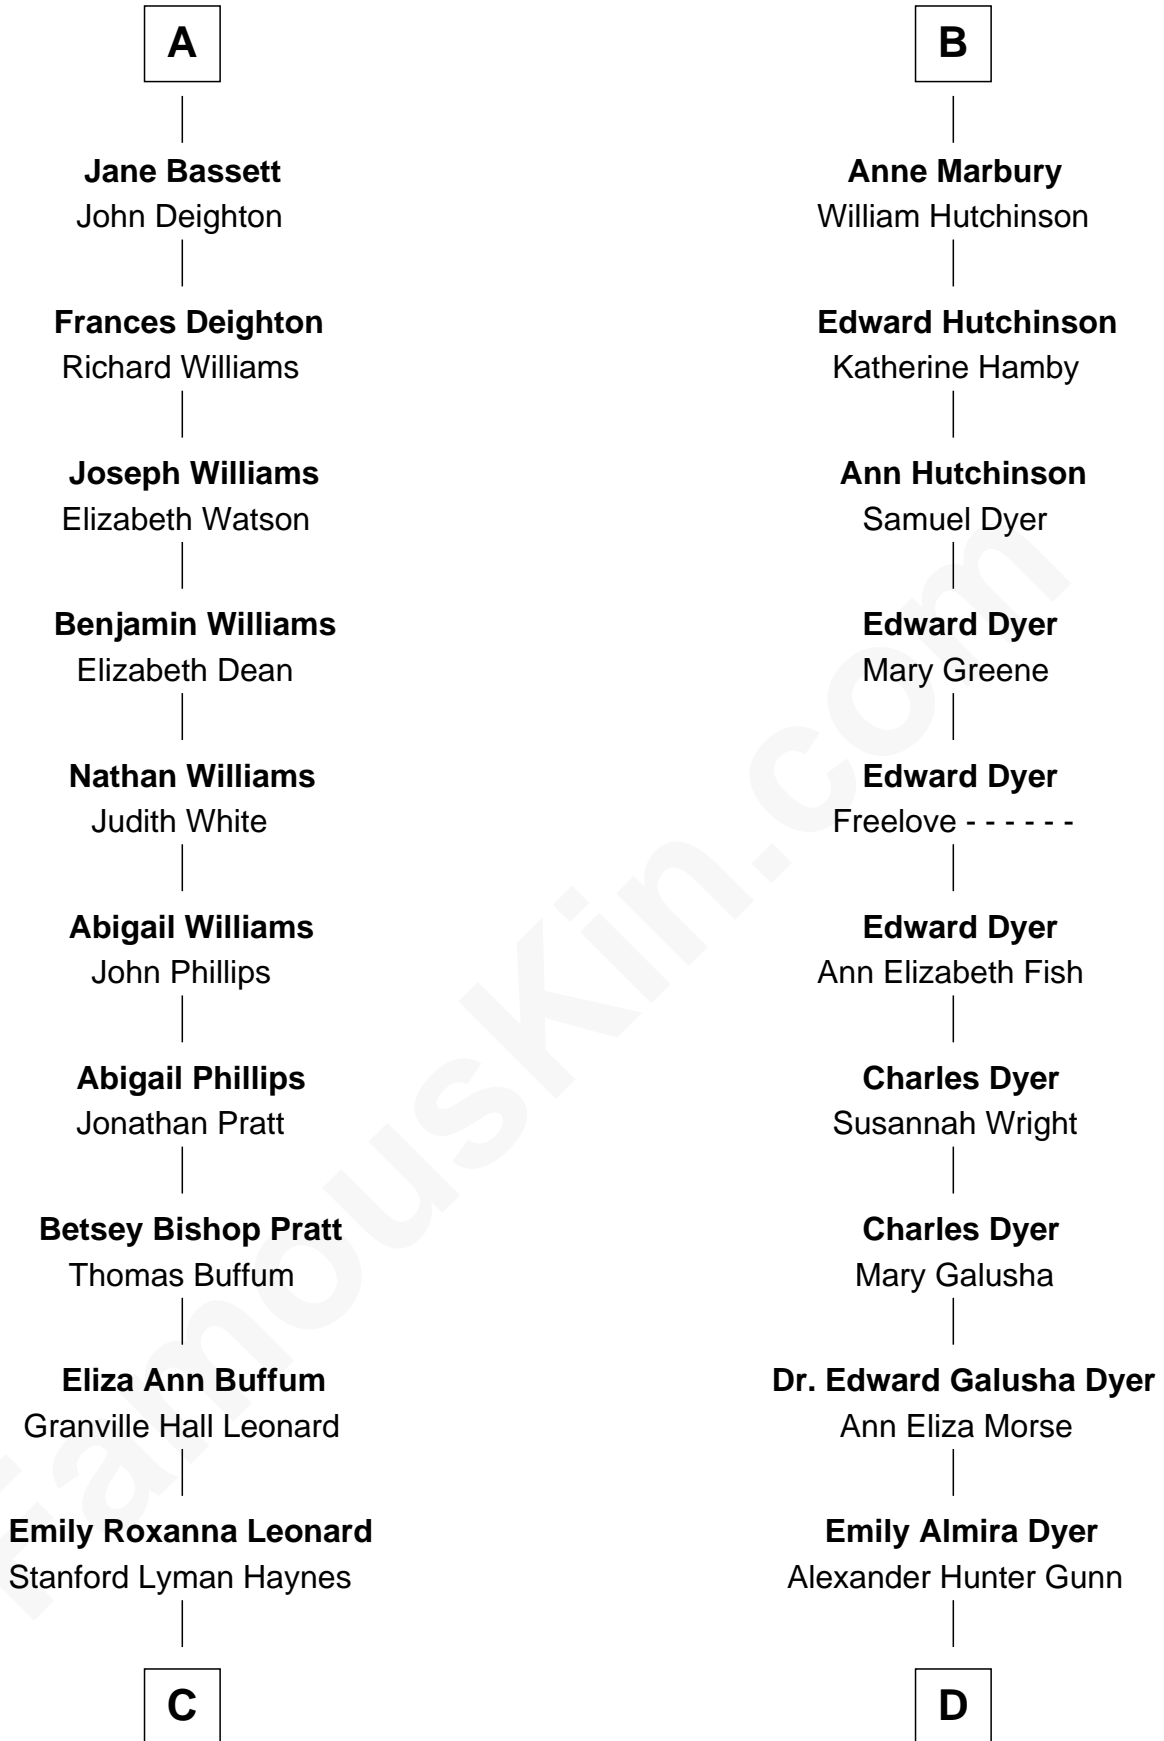 A
Jane Bassett
John Deighton
Frances Deighton
Richard Williams
Joseph Williams
Elizabeth Watson
Benjamin Williams
Elizabeth Dean
Nathan Williams
Judith White
Abigail Williams
John Phillips
Abigail Phillips
Jonathan Pratt
Betsey Bishop Pratt
Thomas Buffum
Eliza Ann Buffum
Granville Hall Leonard
Emily Roxanna Leonard
Stanford Lyman Haynes
C
B
Anne Marbury
William Hutchinson
Edward Hutchinson
Katherine Hamby
Ann Hutchinson
Samuel Dyer
Edward Dyer
Mary Greene
Edward Dyer
Freelove - - - - - -
Edward Dyer
Ann Elizabeth Fish
Charles Dyer
Susannah Wright
Charles Dyer
Mary Galusha
Dr. Edward Galusha Dyer
Ann Eliza Morse
Emily Almira Dyer
Alexander Hunter Gunn
D
FamousKin.com